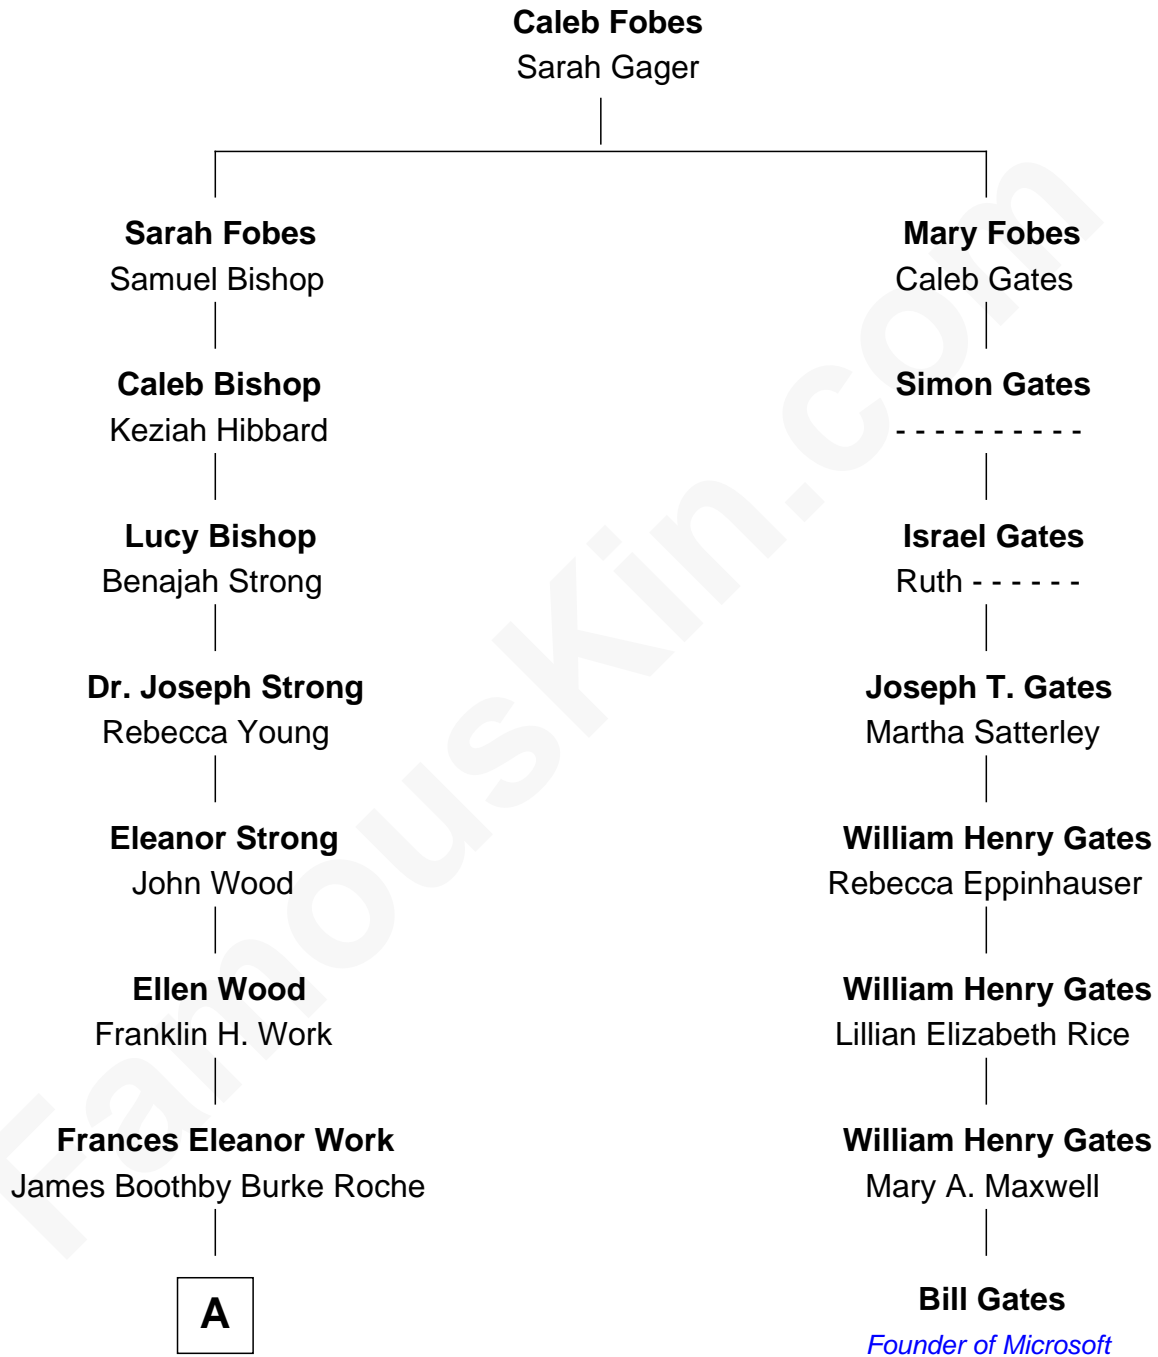 Caleb Fobes
Sarah Gager
Sarah Fobes
Samuel Bishop
Caleb Bishop
Keziah Hibbard
Lucy Bishop
Benajah Strong
Dr. Joseph Strong
Rebecca Young
Eleanor Strong
John Wood
Ellen Wood
Franklin H. Work
Frances Eleanor Work
James Boothby Burke Roche
A
Mary Fobes
Caleb Gates
Simon Gates
- - - - - - - - - -
Israel Gates
Ruth - - - - - -
Joseph T. Gates
Martha Satterley
William Henry Gates
Rebecca Eppinhauser
William Henry Gates
Lillian Elizabeth Rice
William Henry Gates
Mary A. Maxwell
Bill Gates
Founder of Microsoft
FamousKin.com